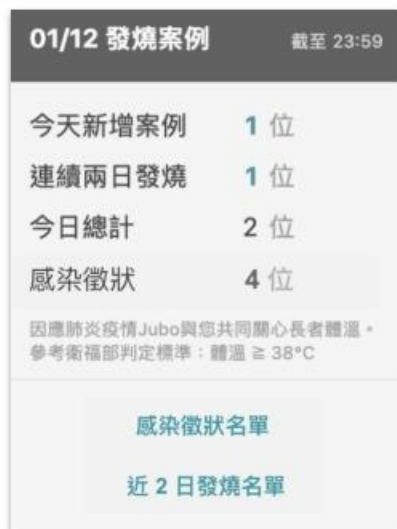 01/12 發燒案例 截至 23:59
今天新增案例 1 位
連續兩日發燒 1 位
今日總計 2 位
感染徵狀 4 位
因應肺炎疫情Jubo與您共同關心長者體溫。
參考衛福部判定標準：體溫 ≧ 38°C
感染徵狀名單
近 2 日發燒名單